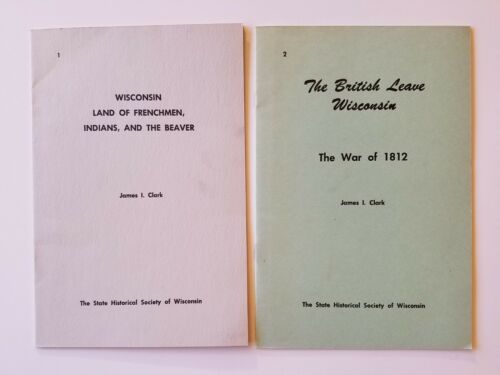 1
WISCONSIN
LAND OF FRENCHMEN,
INDIANS, AND THE BEAVER
James I. Clark
The State Historical Society of Wisconsin
2
The British Leave
Wisconsin
The War of 1812
James I. Clark
The State Historical Society of Wisconsin